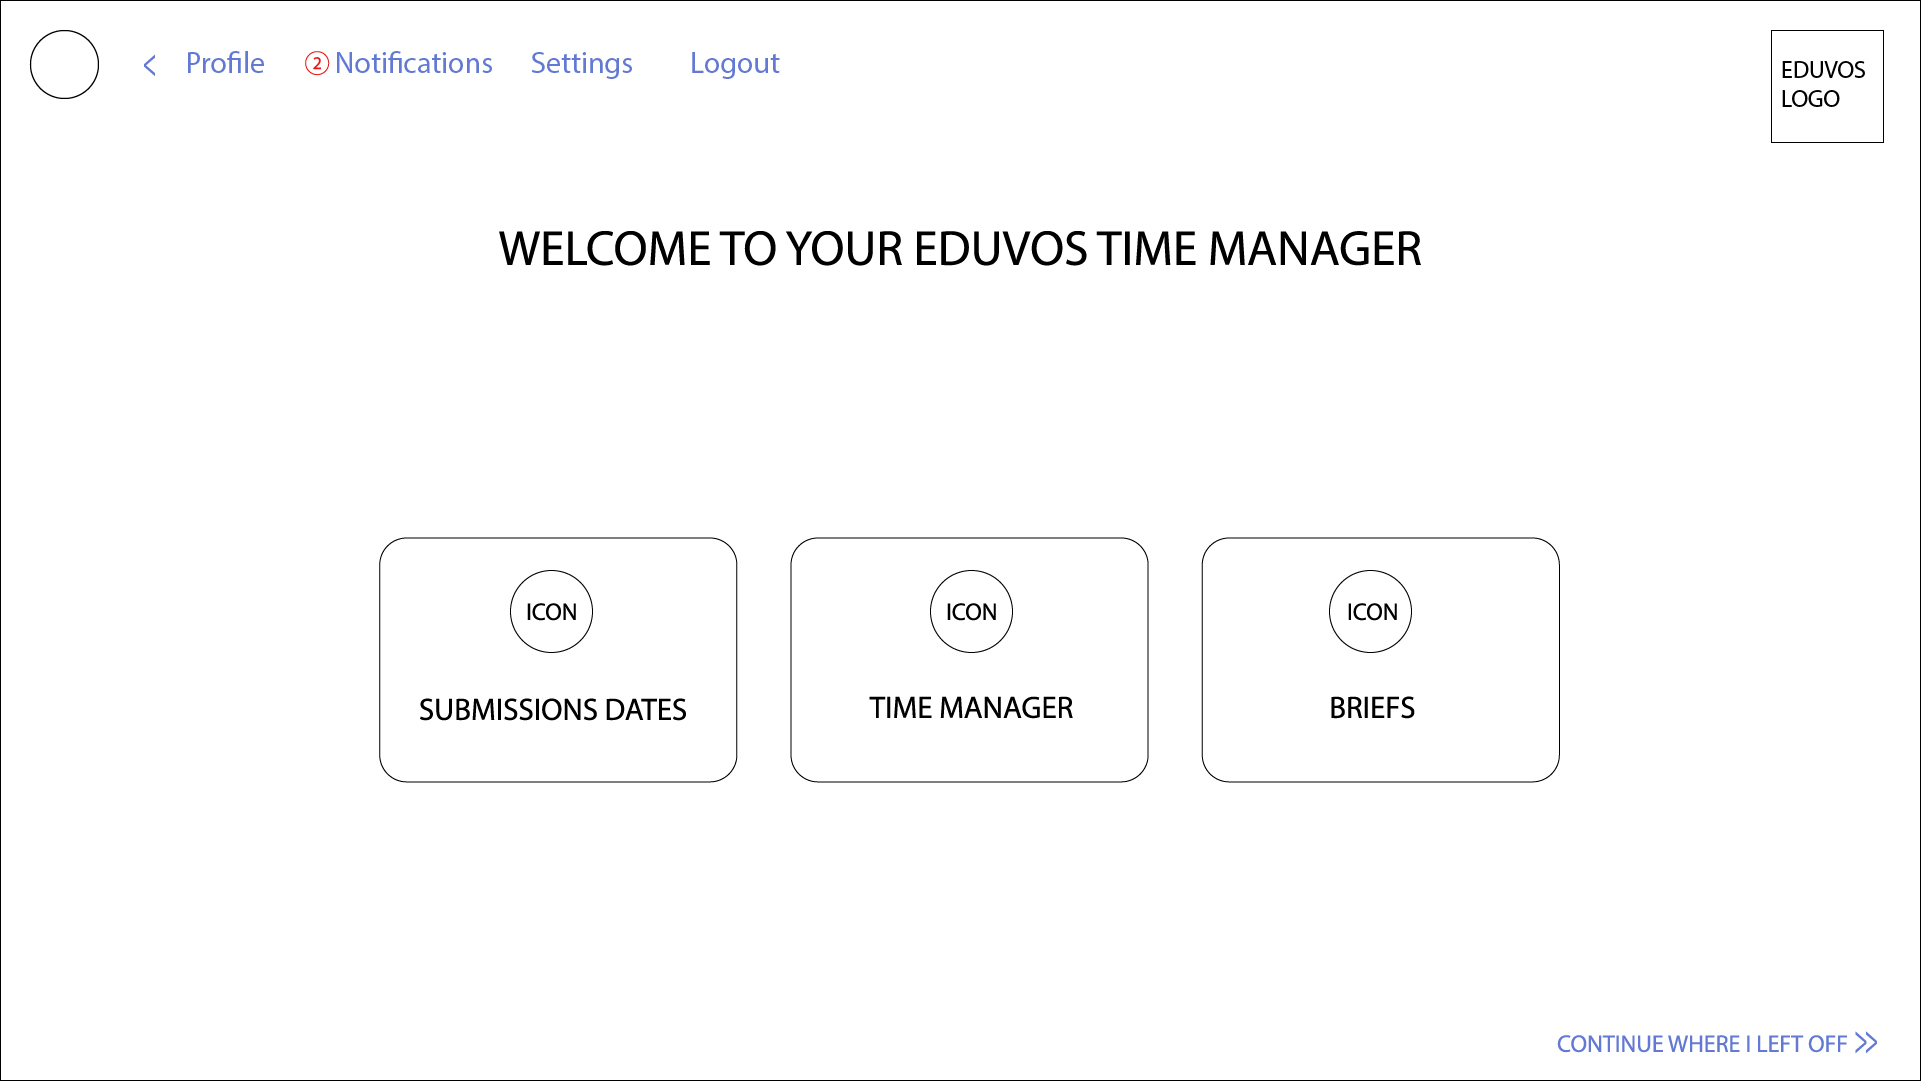 < Profile ② Notifications Settings Logout
EDUVOS
LOGO
WELCOME TO YOUR EDUVOS TIME MANAGER
ICON
SUBMISSIONS DATES
ICON
TIME MANAGER
ICON
BRIEFS
CONTINUE WHERE I LEFT OFF >>